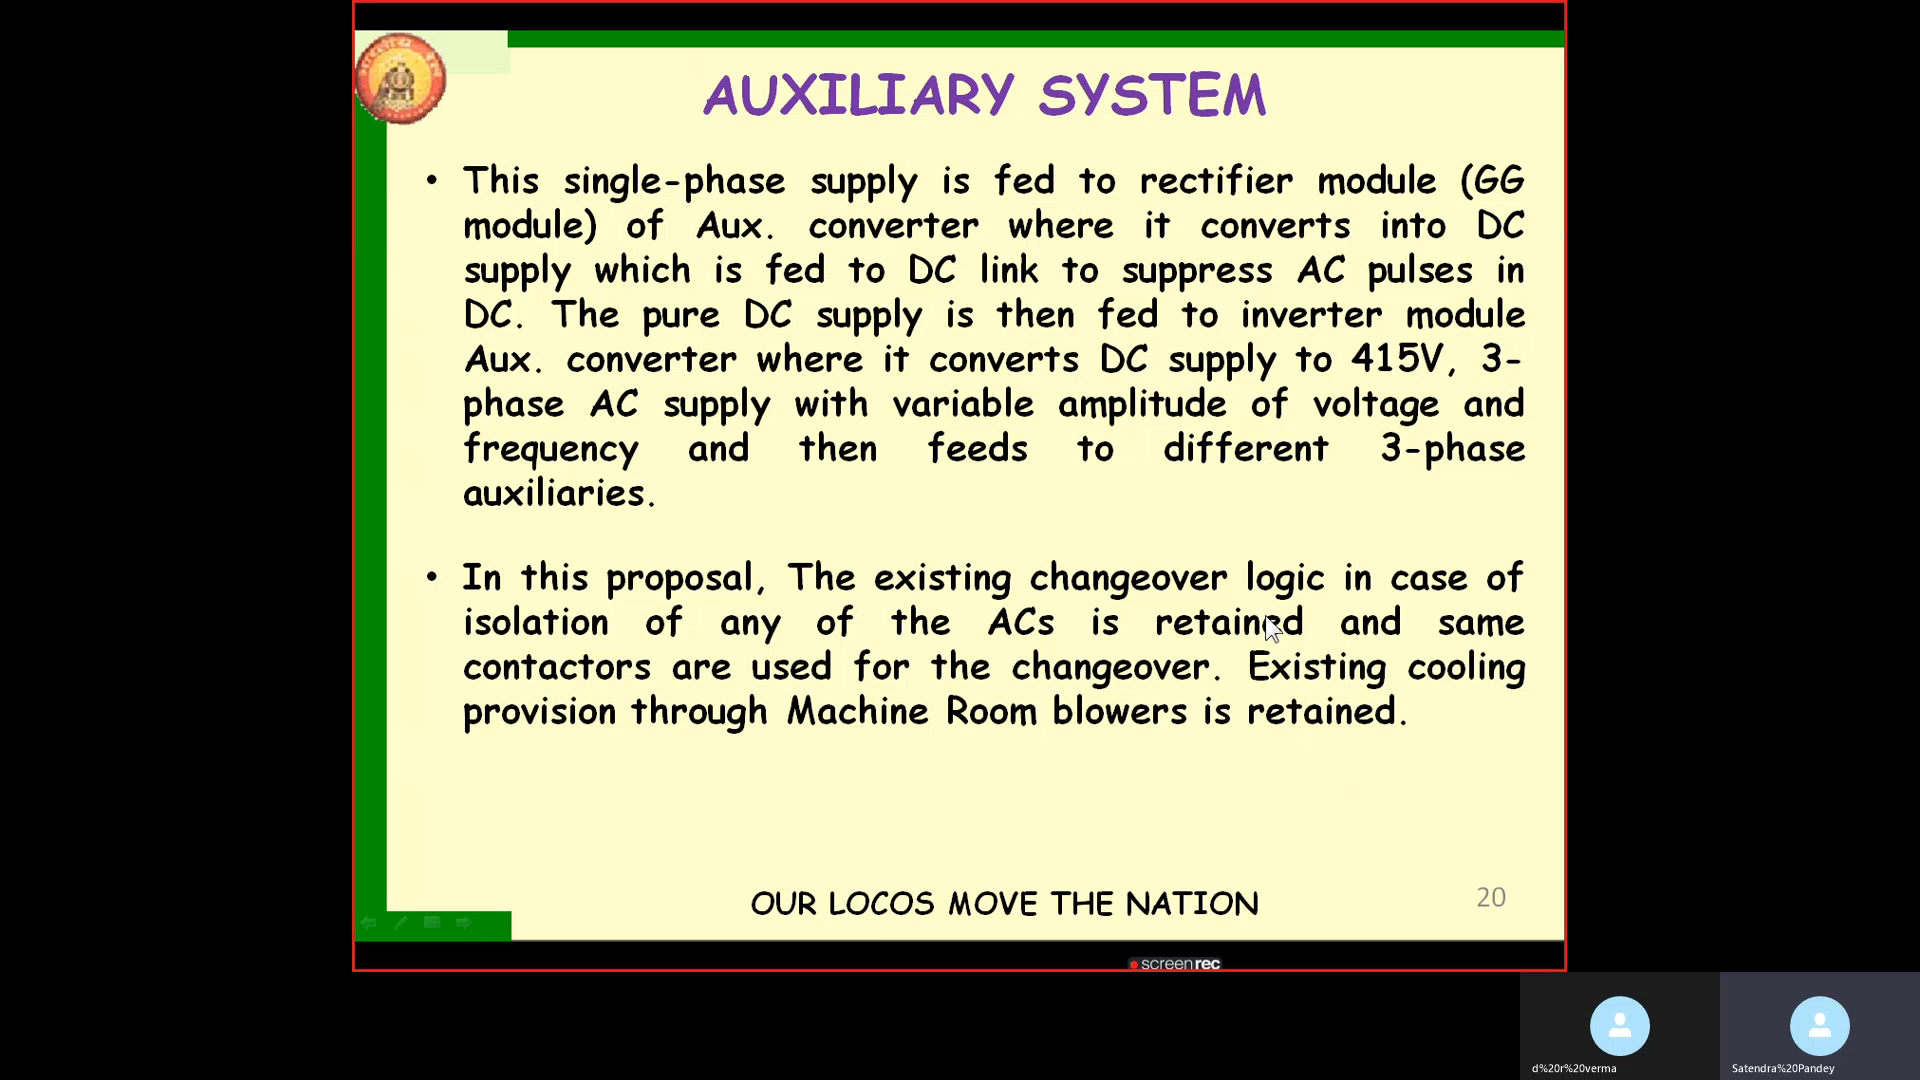 AUXILIARY SYSTEM
• This single-phase supply is fed to rectifier module (GG
module) of Aux. converter where it converts into DC
supply which is fed to DC link to suppress AC pulses in
DC. The pure DC supply is then fed to inverter module
Aux. converter where it converts DC supply to 415V, 3-
phase AC supply with variable amplitude of voltage and
frequency and then feeds to different 3-phase
auxiliaries.
• In this proposal, The existing changeover logic in case of
isolation of any of the ACs is retained and same
contactors are used for the changeover. Existing cooling
provision through Machine Room blowers is retained.
OUR LOCOS MOVE THE NATION
20
screenrec
d%20r%20verma
Satendra%20Pandey